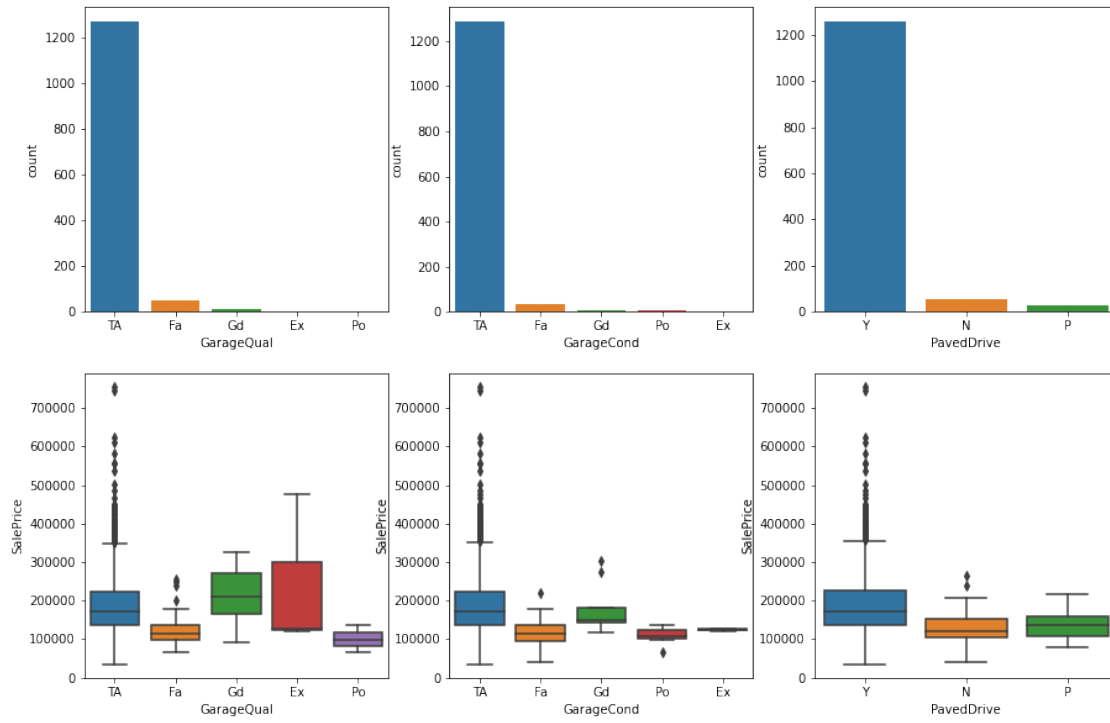 count
1200
1000
800
600
400
200
0
TA Fa Gd Ex Po
GarageQual
count
1200
1000
800
600
400
200
0
TA Fa Gd Po Ex
GarageCond
count
1200
1000
800
600
400
200
0
Y N P
PavedDrive
SalePrice
700000
600000
500000
400000
300000
200000
100000
0
TA Fa Gd Ex Po
GarageQual
SalePrice
700000
600000
500000
400000
300000
200000
100000
0
TA Fa Gd Po Ex
GarageCond
SalePrice
700000
600000
500000
400000
300000
200000
100000
0
Y N P
PavedDrive